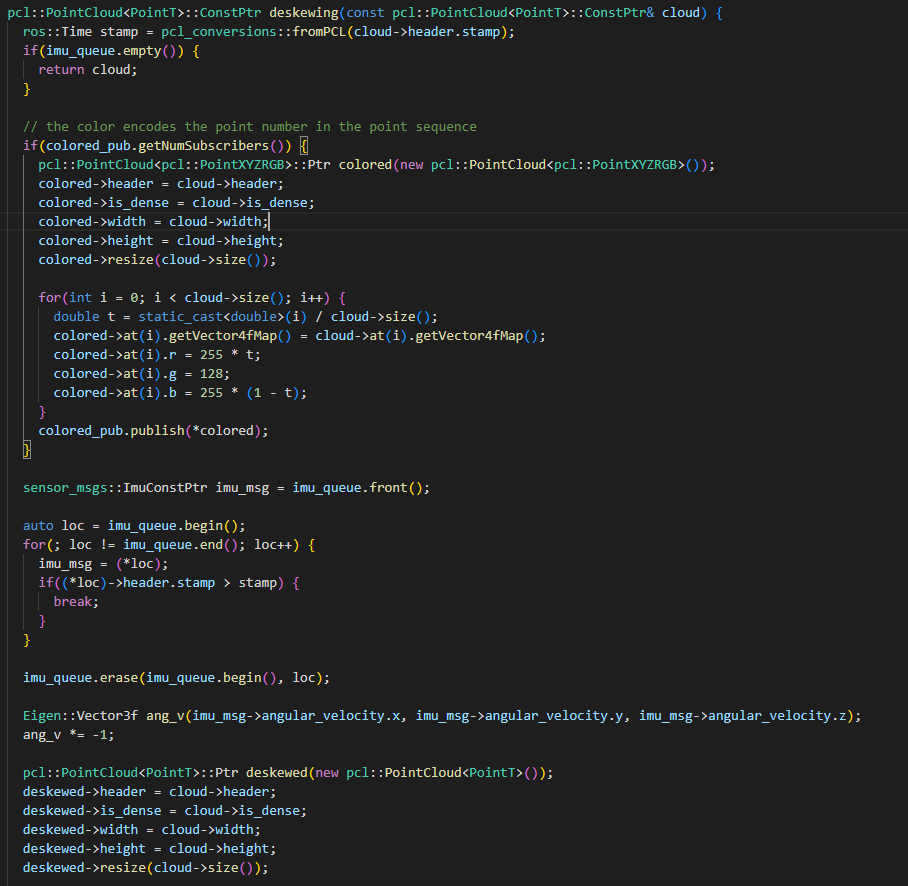 pcl::PointCloud<PointT>::ConstPtr deskewing(const pcl::PointCloud<PointT>::ConstPtr& cloud) {
  ros::Time stamp = pcl_conversions::fromPCL(cloud->header.stamp);
  if(imu_queue.empty()) {
    return cloud;
  }

  // the color encodes the point number in the point sequence
  if(colored_pub.getNumSubscribers()) {
    pcl::PointCloud<pcl::PointXYZRGB>::Ptr colored(new pcl::PointCloud<pcl::PointXYZRGB>());
    colored->header = cloud->header;
    colored->is_dense = cloud->is_dense;
    colored->width = cloud->width;
    colored->height = cloud->height;
    colored->resize(cloud->size());

    for(int i = 0; i < cloud->size(); i++) {
      double t = static_cast<double>(i) / cloud->size();
      colored->at(i).getVector4fMap() = cloud->at(i).getVector4fMap();
      colored->at(i).r = 255 * t;
      colored->at(i).g = 128;
      colored->at(i).b = 255 * (1 - t);
    }
    colored_pub.publish(*colored);
  }

  sensor_msgs::ImuConstPtr imu_msg = imu_queue.front();

  auto loc = imu_queue.begin();
  for(; loc != imu_queue.end(); loc++) {
    imu_msg = (*loc);
    if((*loc)->header.stamp > stamp) {
      break;
    }
  }

  imu_queue.erase(imu_queue.begin(), loc);

  Eigen::Vector3f ang_v(imu_msg->angular_velocity.x, imu_msg->angular_velocity.y, imu_msg->angular_velocity.z);
  ang_v *= -1;

  pcl::PointCloud<PointT>::Ptr deskewed(new pcl::PointCloud<PointT>());
  deskewed->header = cloud->header;
  deskewed->is_dense = cloud->is_dense;
  deskewed->width = cloud->width;
  deskewed->height = cloud->height;
  deskewed->resize(cloud->size());